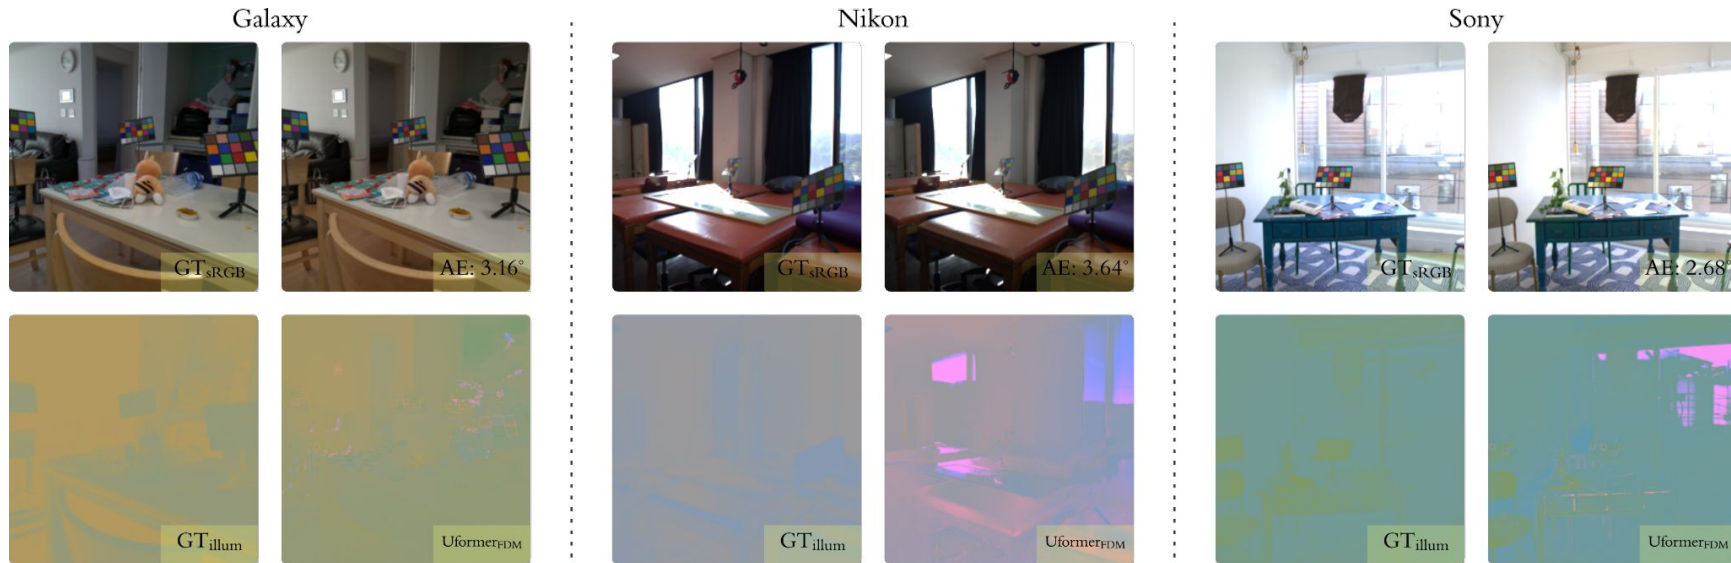 Galaxy
Nikon
Sony
GTsRGB
AE: 3.16°
GTsRGB
AE: 3.64°
GTsRGB
AE: 2.68°
GTillum
UformerFDM
GTillum
UformerFDM
GTillum
UformerFDM